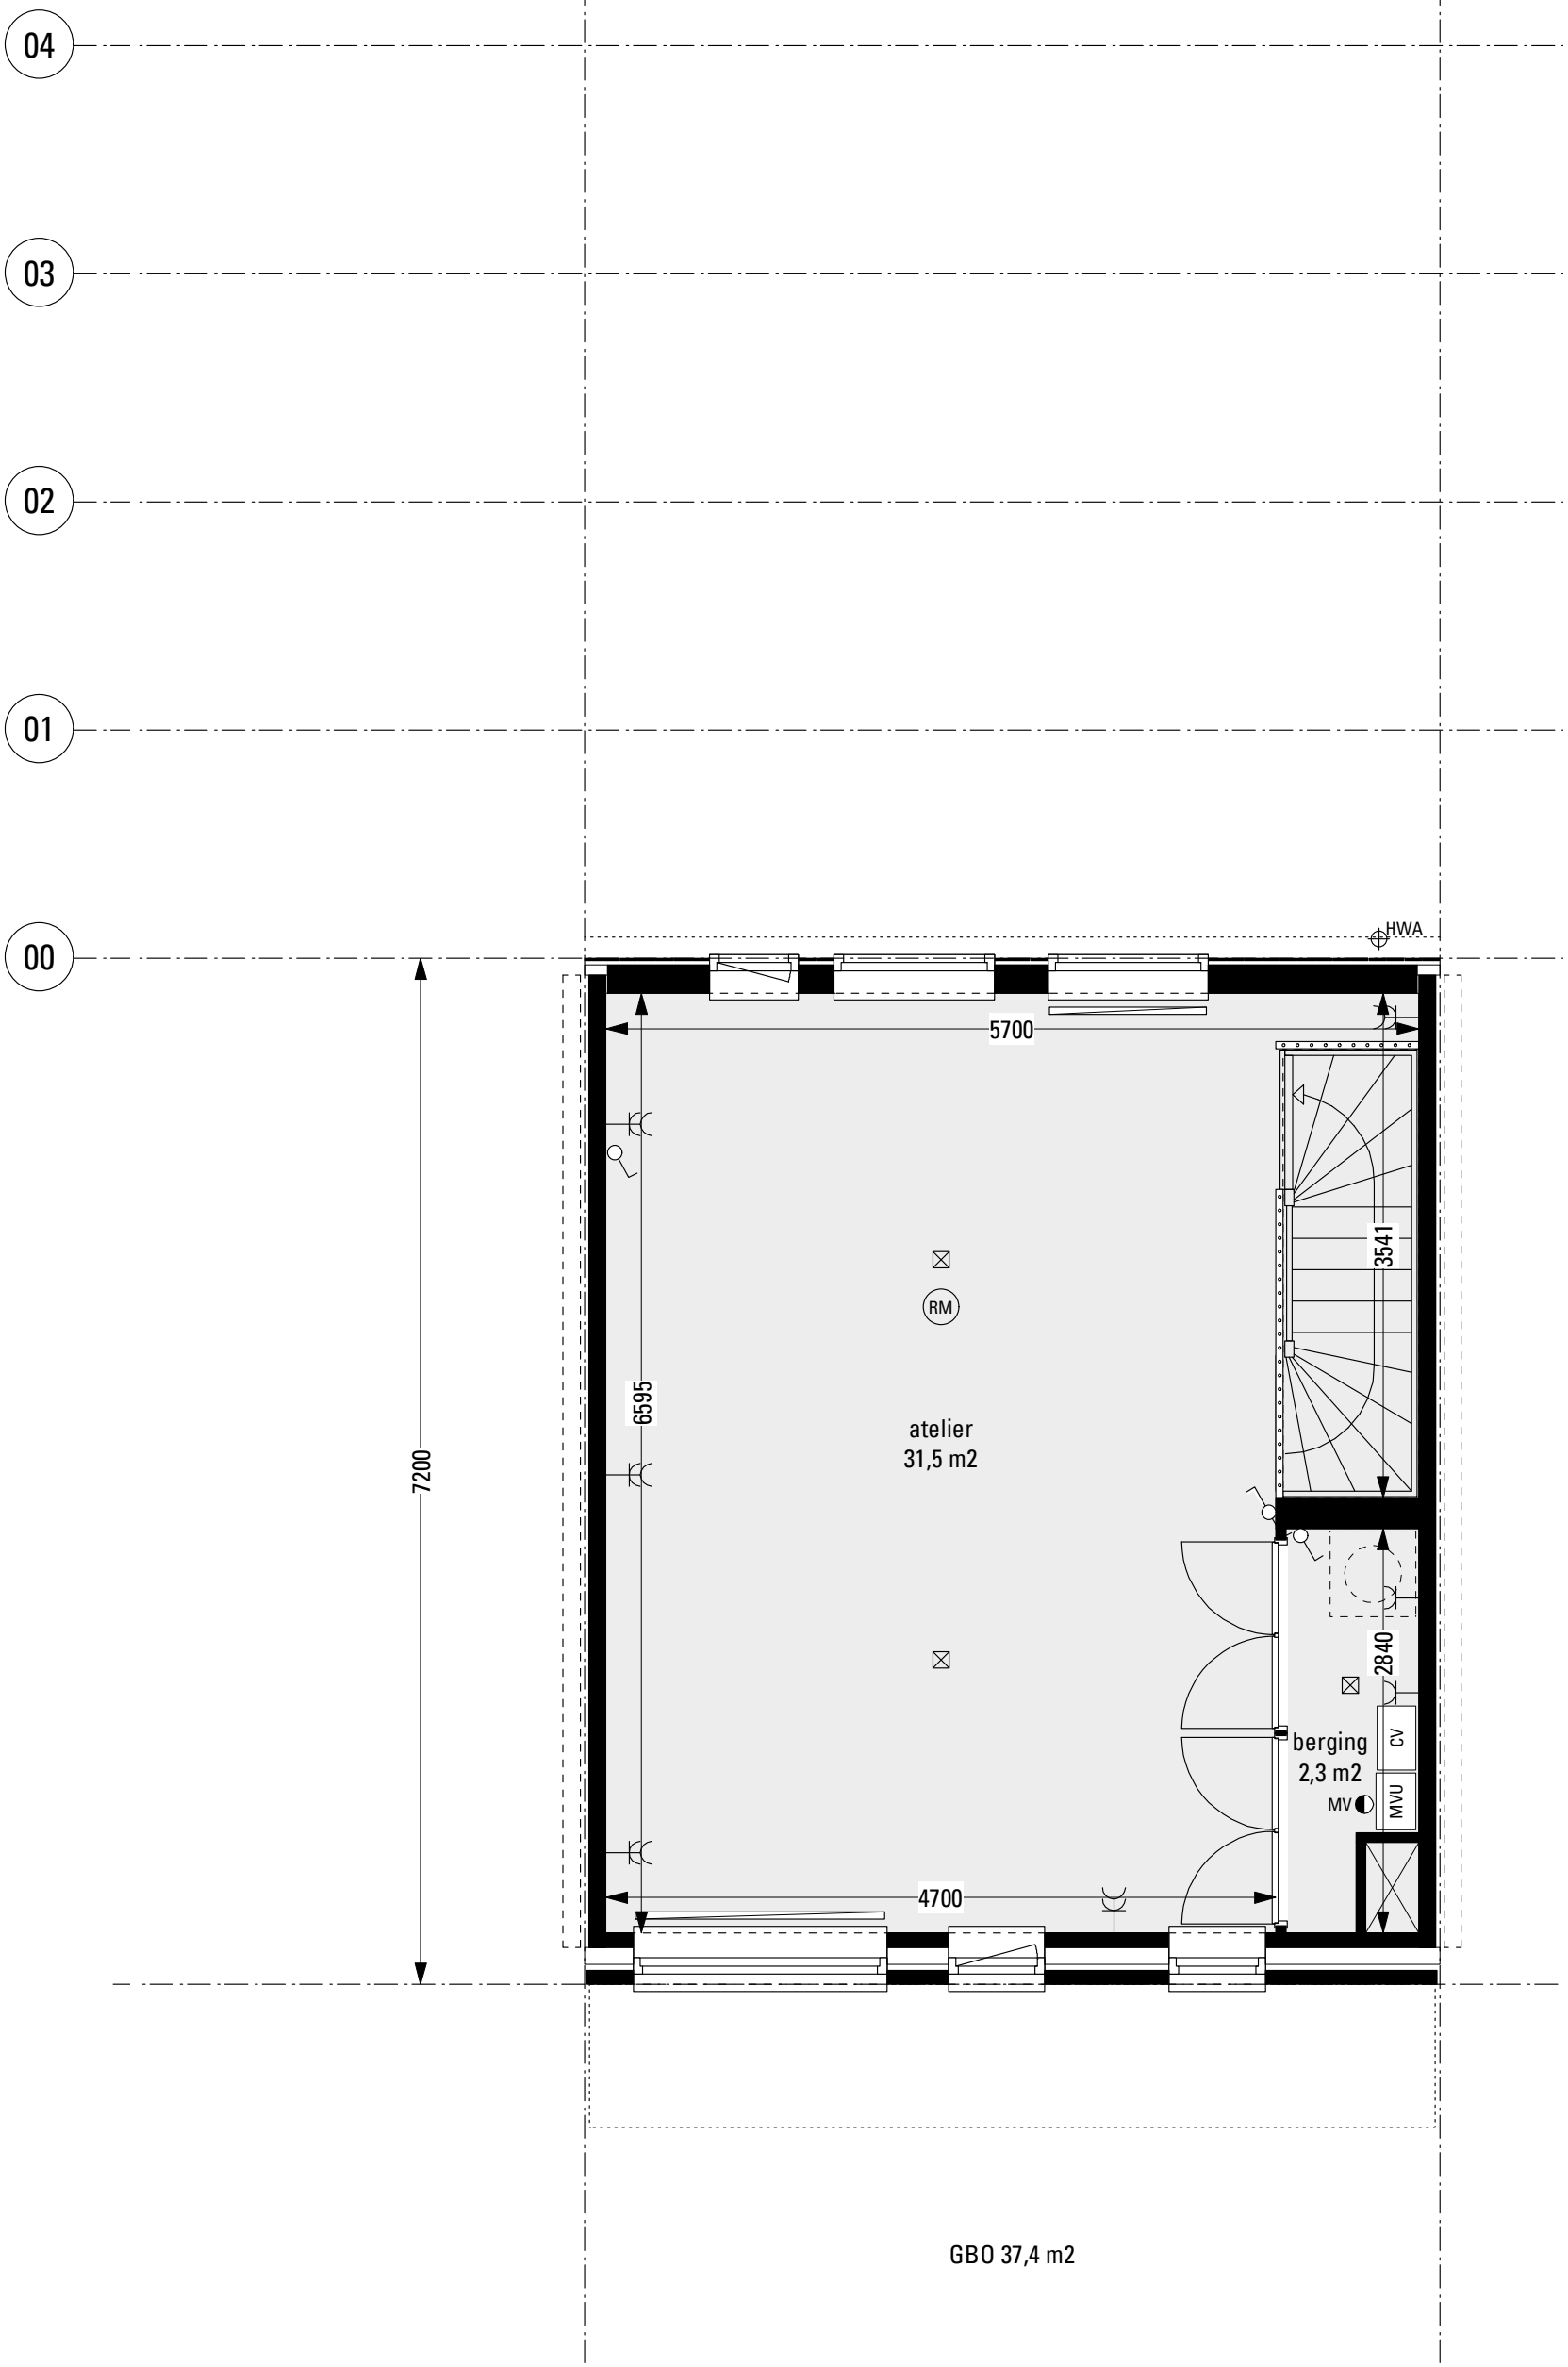 04
03
02
01
HWA
00
5700
3541
RM
6595
atelier
31,5 m2
7200
2840
berging
CV
2,3 m2
MVU
MV
4700
GBO 37,4 m2